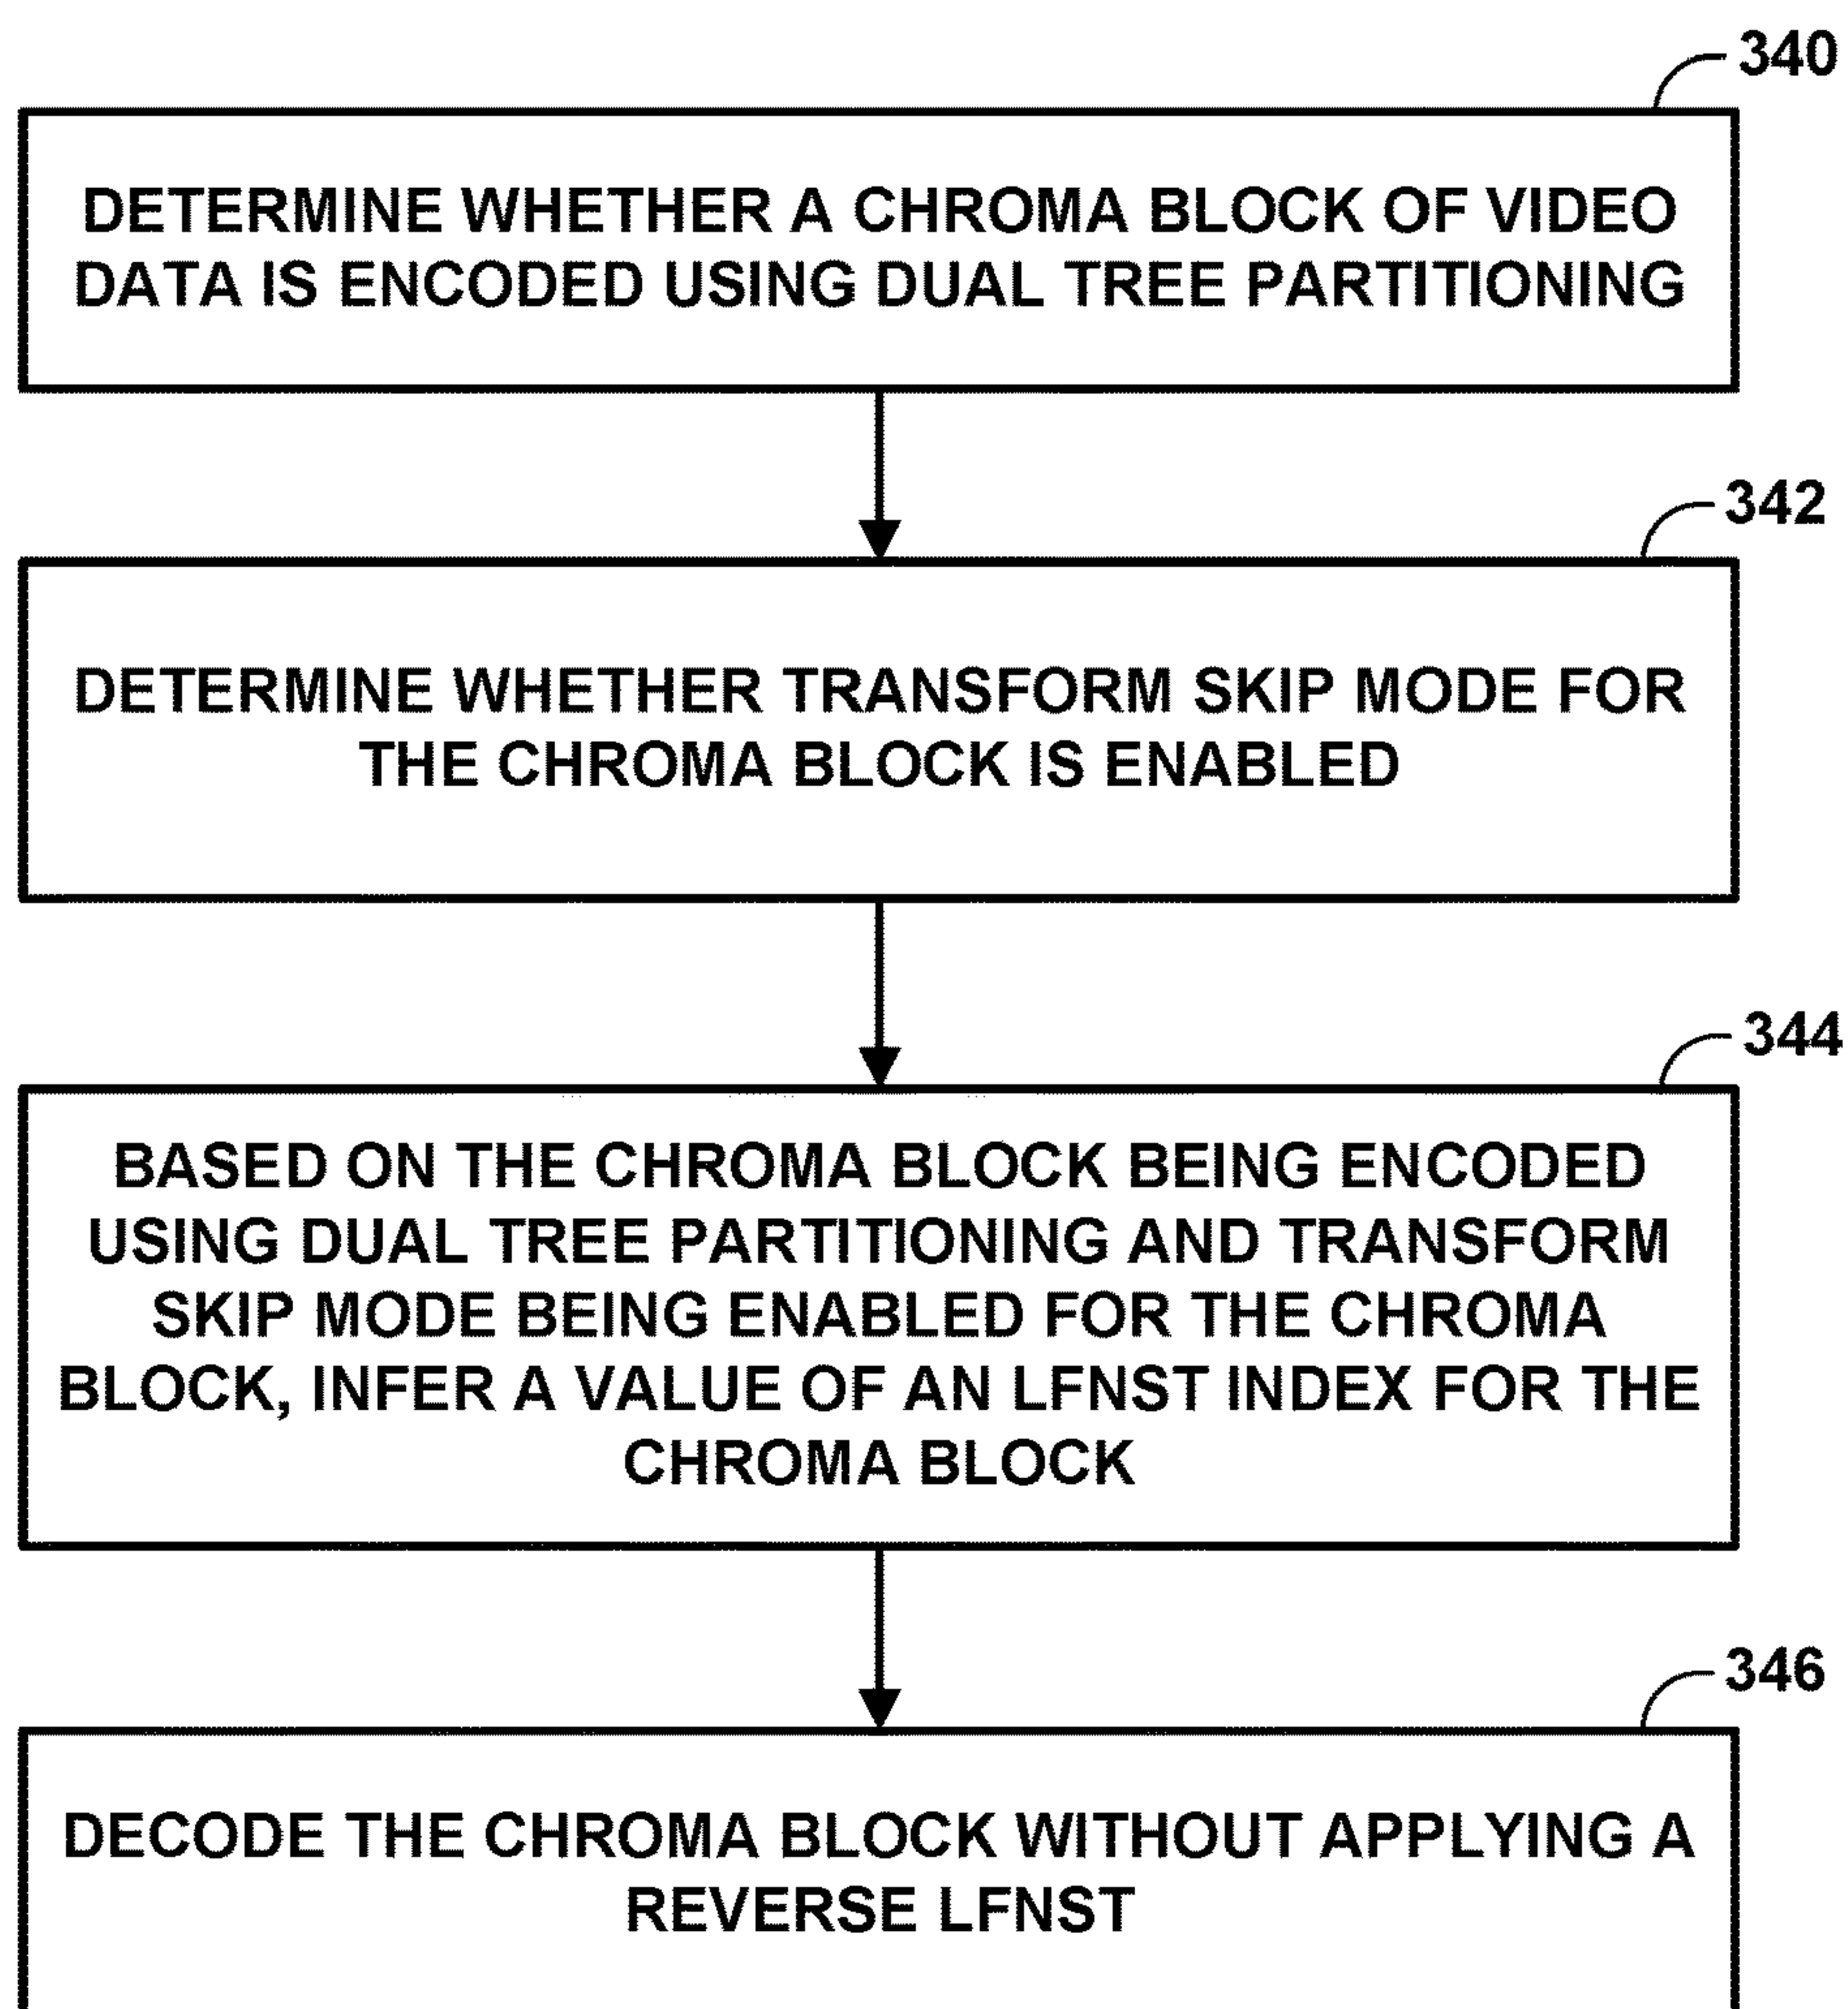 340
DETERMINE WHETHER A CHROMA BLOCK OF VIDEO
DATA IS ENCODED USING DUAL TREE PARTITIONING
342
DETERMINE WHETHER TRANSFORM SKIP MODE FOR
THE CHROMA BLOCK IS ENABLED
344
BASED ON THE CHROMA BLOCK BEING ENCODED
USING DUAL TREE PARTITIONING AND TRANSFORM
SKIP MODE BEING ENABLED FOR THE CHROMA
BLOCK, INFER A VALUE OF AN LFNST INDEX FOR THE
CHROMA BLOCK
346
DECODE THE CHROMA BLOCK WITHOUT APPLYING A
REVERSE LFNST